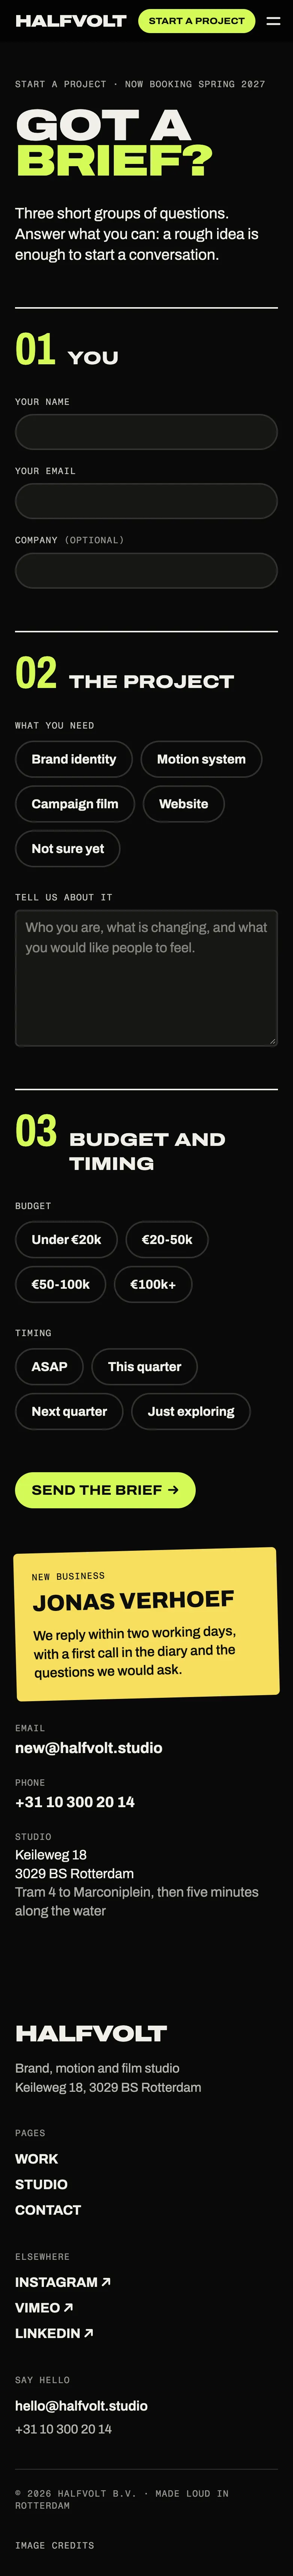 HALFVOLT
START A PROJECT
START A PROJECT · NOW BOOKING SPRING 2027
GOT A
BRIEF?
Three short groups of questions.
Answer what you can: a rough idea is
enough to start a conversation.
01 YOU
YOUR NAME
YOUR EMAIL
COMPANY (OPTIONAL)
02 THE PROJECT
WHAT YOU NEED
Brand identity
Motion system
Campaign film
Website
Not sure yet
TELL US ABOUT IT
Who you are, what is changing, and what
you would like people to feel.
03 BUDGET AND
TIMING
BUDGET
Under €20k
€20-50k
€50-100k
€100k+
TIMING
ASAP
This quarter
Next quarter
Just exploring
SEND THE BRIEF →
NEW BUSINESS
JONAS VERHOEF
We reply within two working days,
with a first call in the diary and the
questions we would ask.
EMAIL
new@halfvolt.studio
PHONE
+31 10 300 20 14
STUDIO
Keileweg 18
3029 BS Rotterdam
Tram 4 to Marconiplein, then five minutes
along the water
HALFVOLT
Brand, motion and film studio
Keileweg 18, 3029 BS Rotterdam
PAGES
WORK
STUDIO
CONTACT
ELSEWHERE
INSTAGRAM ↗
VIMEO ↗
LINKEDIN ↗
SAY HELLO
hello@halfvolt.studio
+31 10 300 20 14
© 2026 HALFVOLT B.V. · MADE LOUD IN
ROTTERDAM
IMAGE CREDITS